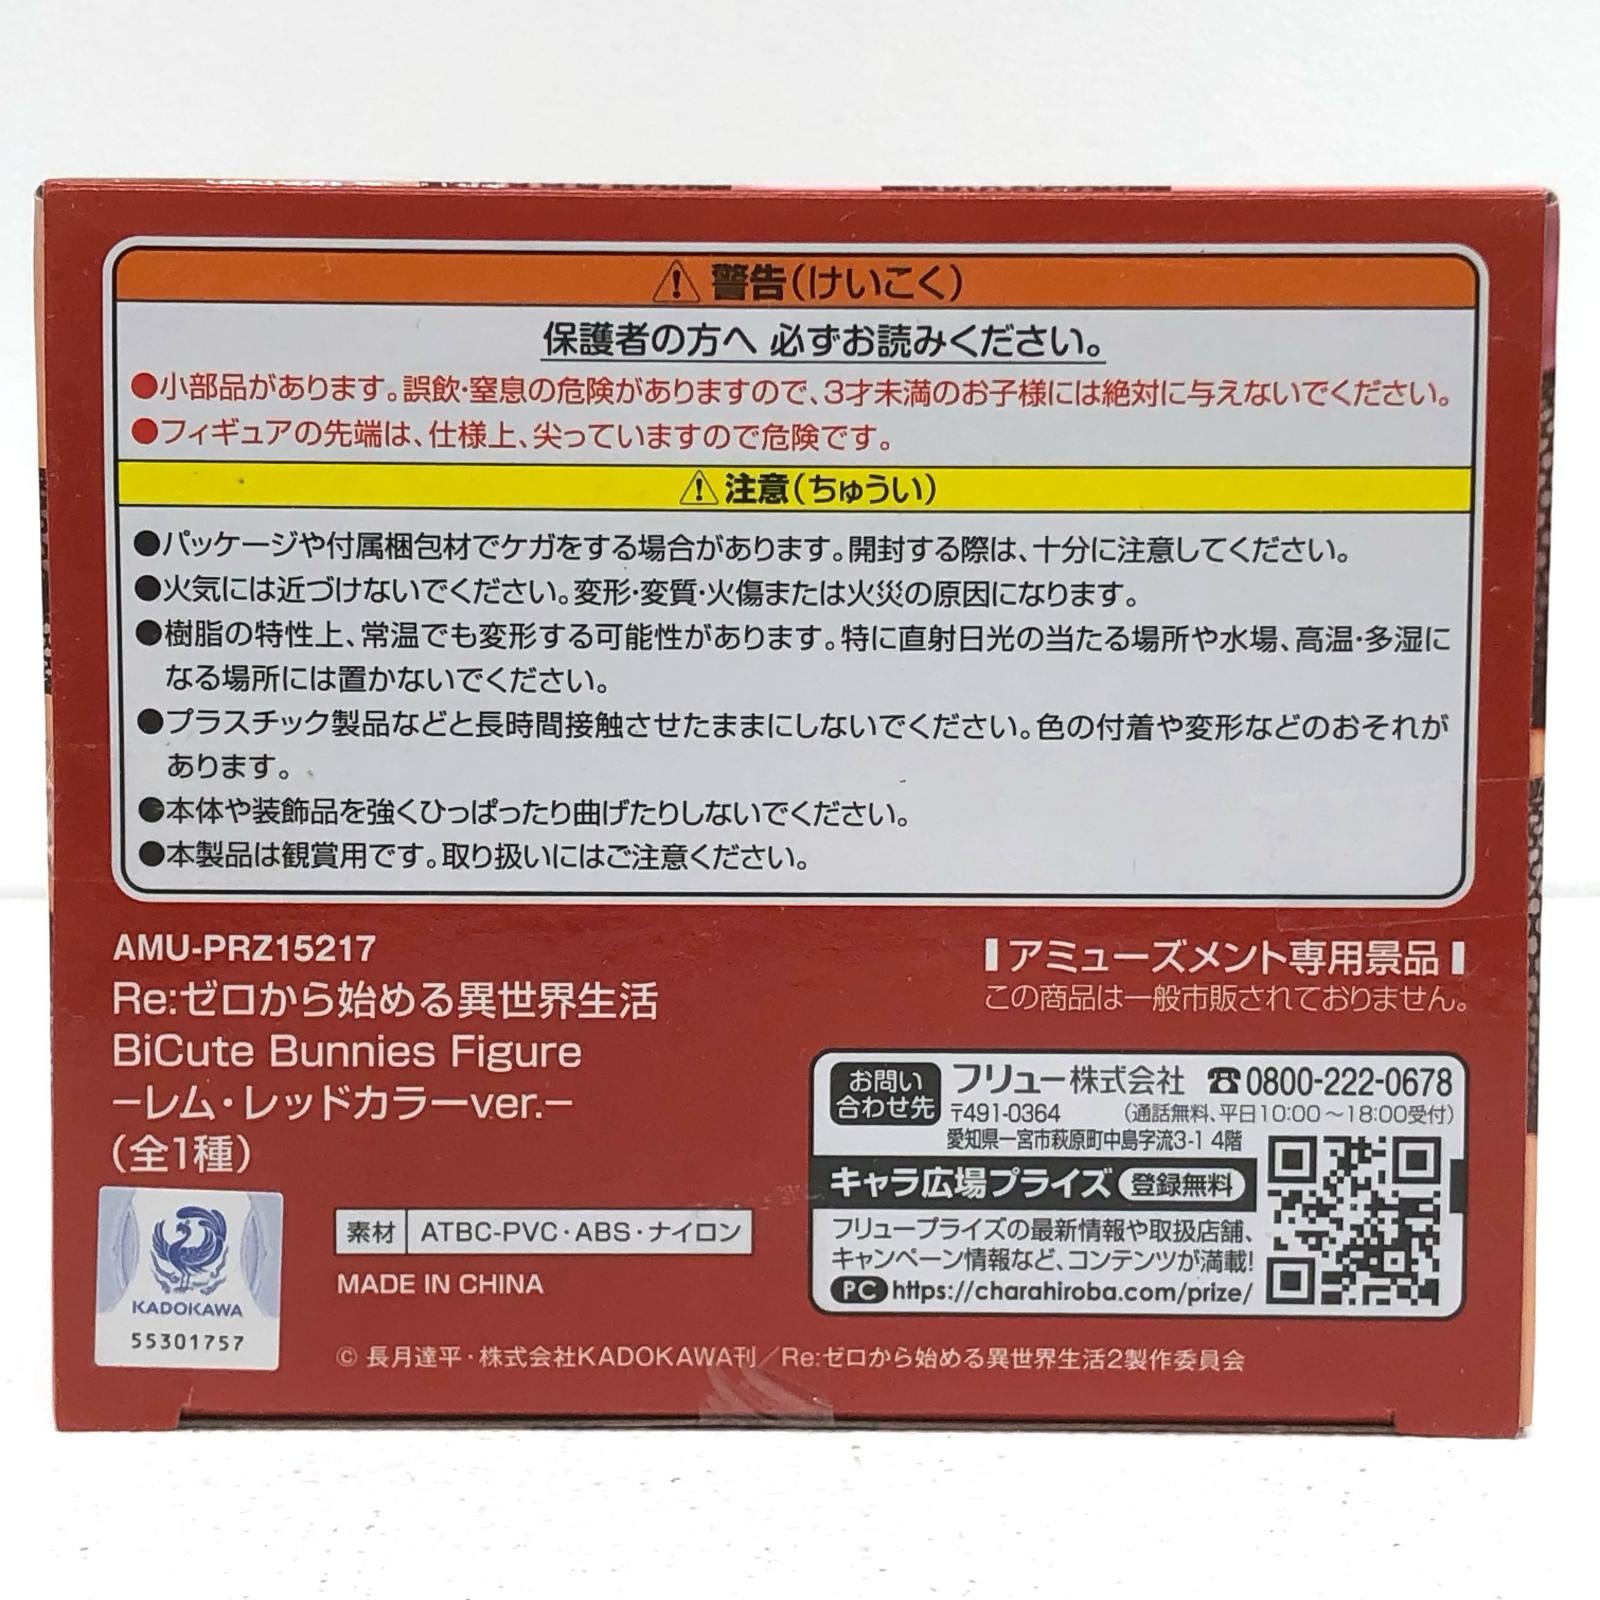 ⚠ 警告(けいこく)
保護者の方へ 必ずお読みください。
●小部品があります。誤飲・窒息の危険がありますので、3才未満のお子様には絶対に与えないでください。
●フィギュアの先端は、仕様上、尖っていますので危険です。
⚠ 注意(ちゅうい)
●パッケージや付属梱包材でケガをする場合があります。開封する際は、十分に注意してください。
●火気には近づけないでください。変形・変質・火傷または火災の原因になります。
●樹脂の特性上、常温でも変形する可能性があります。特に直射日光の当たる場所や水場、高温・多湿に
なる場所には置かないでください。
●プラスチック製品などと長時間接触させたままにしないでください。色の付着や変形などのおそれが
あります。
●本体や装飾品を強くひっぱったり曲げたりしないでください。
●本製品は観賞用です。取り扱いにはご注意ください。
AMU-PRZ15217
Re:ゼロから始める異世界生活
BiCute Bunnies Figure
−レム・レッドカラーver.−
(全1種)
KADOKAWA
55301757
素材 ATBC-PVC・ABS・ナイロン
MADE IN CHINA
アミューズメント専用景品
この商品は一般市販されておりません。
お問い
合わせ先
フリュー株式会社 ☎0800-222-0678
〒491-0364 (通話無料、平日10:00〜18:00受付)
愛知県一宮市萩原町中島字流3-1 4階
キャラ広場プライズ 登録無料
フリュープライズの最新情報や取扱店舗、
キャンペーン情報など、コンテンツが満載!
PC https://charahiroba.com/prize/
© 長月達平・株式会社KADOKAWA刊／Re:ゼロから始める異世界生活2製作委員会